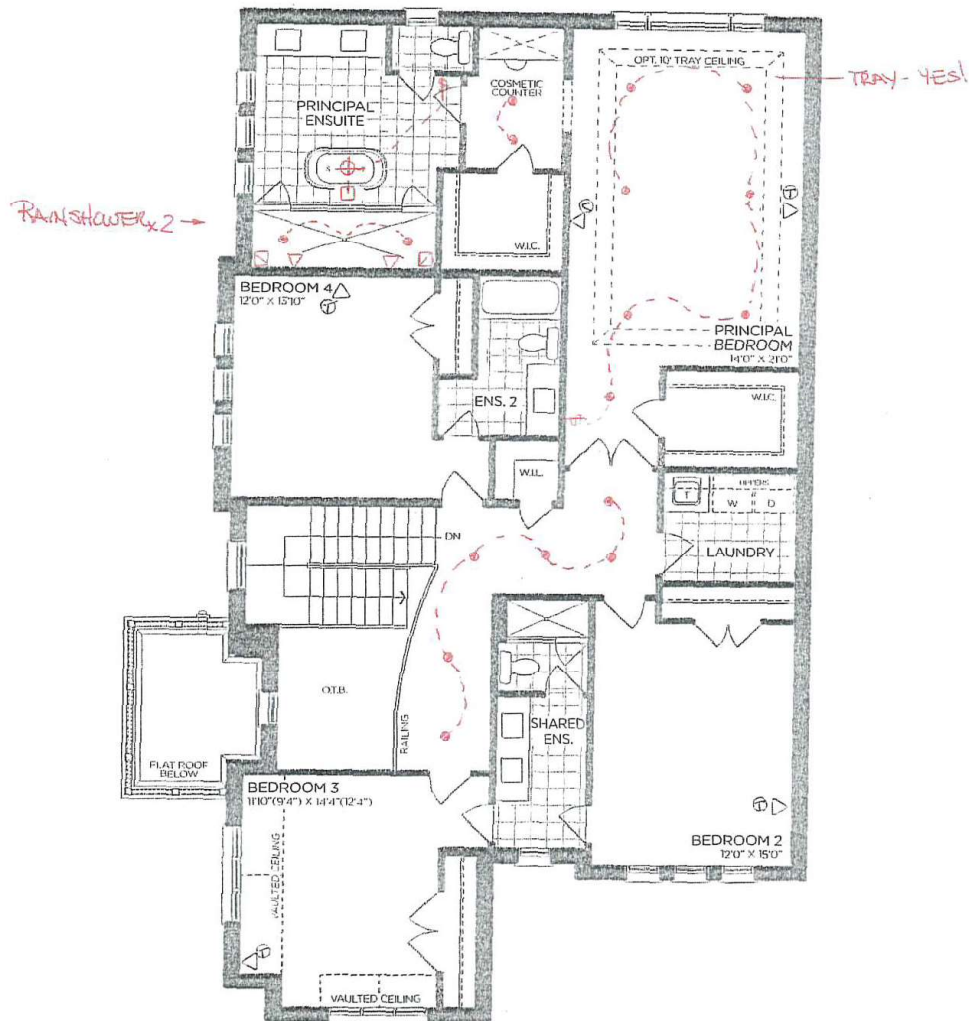 OPT. 10' TRAY CEILING
TRAY - YES!
COSMETIC
COUNTER
PRINCIPAL
ENSUITE
RAINSHOWER x2 →
W.I.C.
BEDROOM 4
12'0" X 13'10"
PRINCIPAL
BEDROOM
14'0" X 21'0"
ENS. 2
W.I.C.
W.I.L.
UPPERS
T
W
D
LAUNDRY
DN
O.T.B.
RAILING
SHARED
ENS.
FLAT ROOF
BELOW
BEDROOM 3
11'10"(9'4") X 14'4"(12'4")
VAULTED CEILING
BEDROOM 2
12'0" X 15'0"
VAULTED CEILING